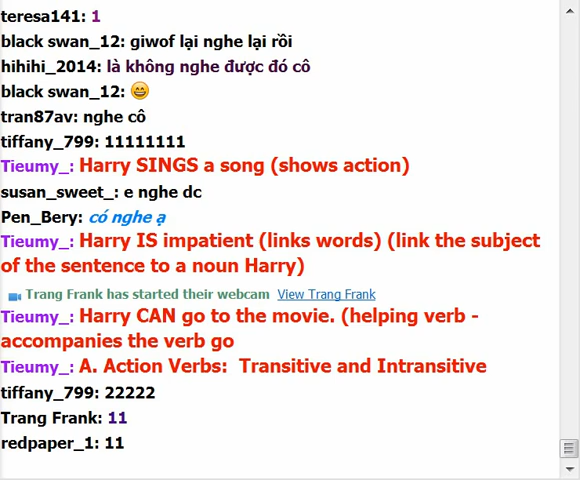 teresa141: 1
black swan_12: giwof lại nghe lại rồi
hihihi_2014: là không nghe được đó cô
black swan_12: 😄
tran87av: nghe cô
tiffany_799: 11111111
Tieumy_: Harry SINGS a song (shows action)
susan_sweet_: e nghe dc
Pen_Bery: có nghe ạ
Tieumy_: Harry IS impatient (links words) (link the subject
of the sentence to a noun Harry)
Trang Frank has started their webcam View Trang Frank
Tieumy_: Harry CAN go to the movie. (helping verb -
accompanies the verb go
Tieumy_: A. Action Verbs: Transitive and Intransitive
tiffany_799: 22222
Trang Frank: 11
redpaper_1: 11